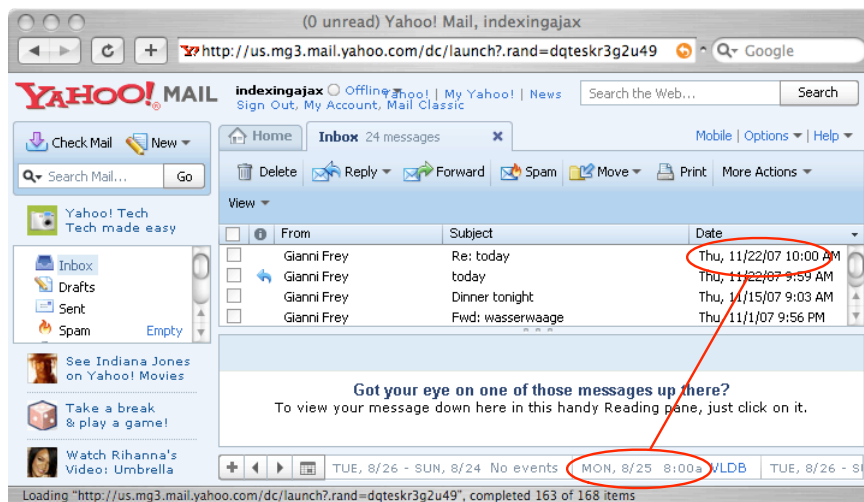 (0 unread) Yahoo! Mail, indexingajax
http://us.mg3.mail.yahoo.com/dc/launch?.rand=dqteskr3g2u49 Google
YAHOO! MAIL indexingajax Offline Yahoo! | My Yahoo! | News Search the Web... Search
Sign Out, My Account, Mail Classic
Check Mail New Home Inbox 24 messages Mobile | Options | Help
Search Mail... Go Delete Reply Forward Spam Move Print More Actions
View
Yahoo! Tech
Tech made easy
From Subject Date
Gianni Frey Re: today Thu, 11/22/07 10:00 AM
Gianni Frey today Thu, 11/22/07 9:59 AM
Gianni Frey Dinner tonight Thu, 11/15/07 9:03 AM
Gianni Frey Fwd: wasserwaage Thu, 11/1/07 9:56 PM
Inbox
Drafts
Sent
Spam Empty
See Indiana Jones
on Yahoo! Movies
Take a break
& play a game!
Watch Rihanna's
Video: Umbrella
Got your eye on one of those messages up there?
To view your message down here in this handy Reading pane, just click on it.
TUE, 8/26 - SUN, 8/24 No events MON, 8/25 8:00a VLDB TUE, 8/26 - S
Loading "http://us.mg3.mail.yahoo.com/dc/launch?.rand=dqteskr3g2u49", completed 163 of 168 items